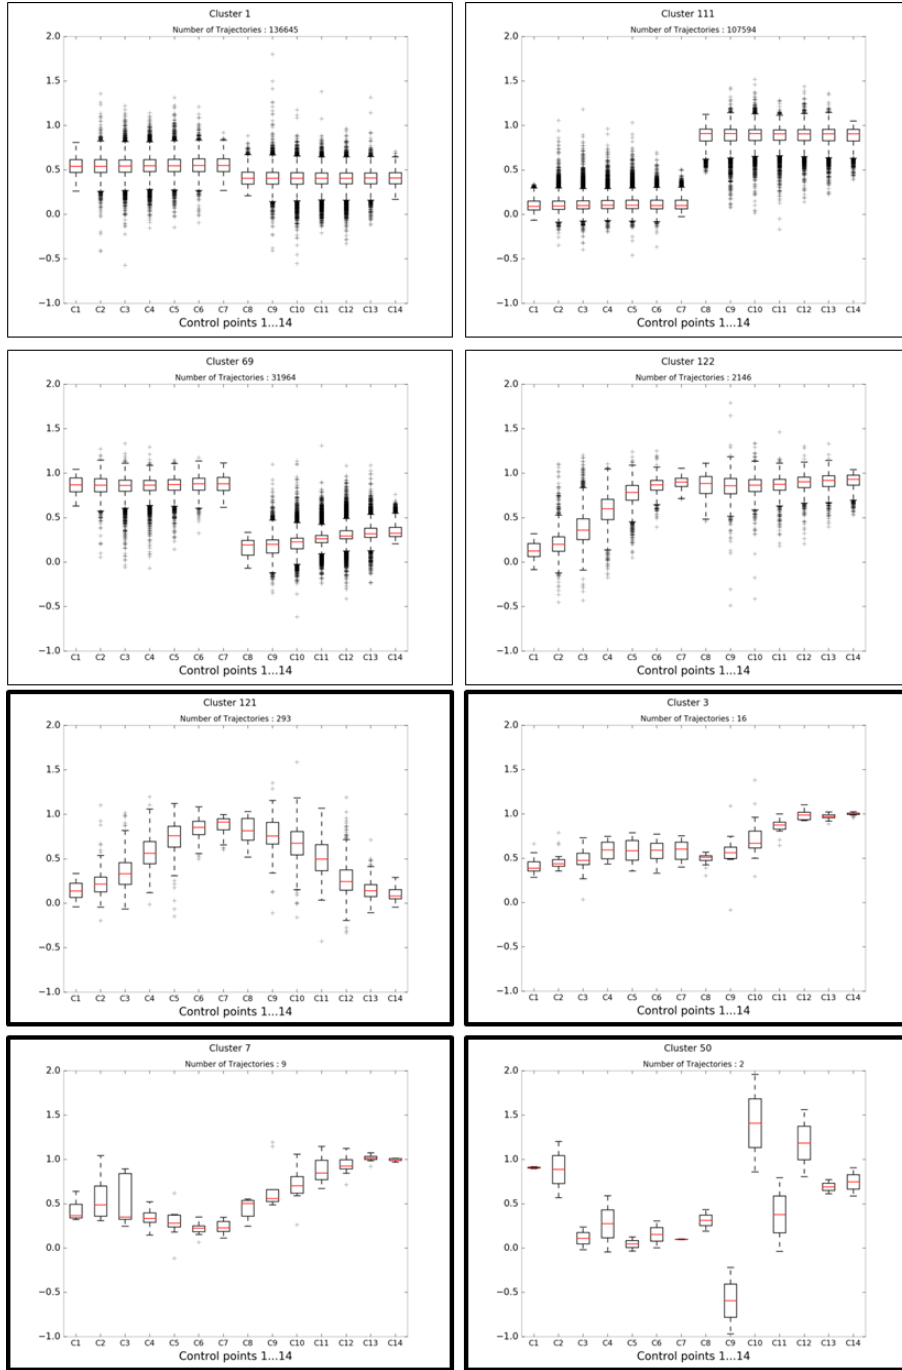 Cluster 1
Number of Trajectories : 136645
2.0
1.5
1.0
0.5
0.0
−0.5
−1.0
C1 C2 C3 C4 C5 C6 C7 C8 C9 C10 C11 C12 C13 C14
Control points 1...14
Cluster 111
Number of Trajectories : 107594
2.0
1.5
1.0
0.5
0.0
−0.5
−1.0
C1 C2 C3 C4 C5 C6 C7 C8 C9 C10 C11 C12 C13 C14
Control points 1...14
Cluster 69
Number of Trajectories : 31964
2.0
1.5
1.0
0.5
0.0
−0.5
−1.0
C1 C2 C3 C4 C5 C6 C7 C8 C9 C10 C11 C12 C13 C14
Control points 1...14
Cluster 122
Number of Trajectories : 2146
2.0
1.5
1.0
0.5
0.0
−0.5
−1.0
C1 C2 C3 C4 C5 C6 C7 C8 C9 C10 C11 C12 C13 C14
Control points 1...14
Cluster 121
Number of Trajectories : 293
2.0
1.5
1.0
0.5
0.0
−0.5
−1.0
C1 C2 C3 C4 C5 C6 C7 C8 C9 C10 C11 C12 C13 C14
Control points 1...14
Cluster 3
Number of Trajectories : 16
2.0
1.5
1.0
0.5
0.0
−0.5
−1.0
C1 C2 C3 C4 C5 C6 C7 C8 C9 C10 C11 C12 C13 C14
Control points 1...14
Cluster 7
Number of Trajectories : 9
2.0
1.5
1.0
0.5
0.0
−0.5
−1.0
C1 C2 C3 C4 C5 C6 C7 C8 C9 C10 C11 C12 C13 C14
Control points 1...14
Cluster 50
Number of Trajectories : 2
2.0
1.5
1.0
0.5
0.0
−0.5
−1.0
C1 C2 C3 C4 C5 C6 C7 C8 C9 C10 C11 C12 C13 C14
Control points 1...14